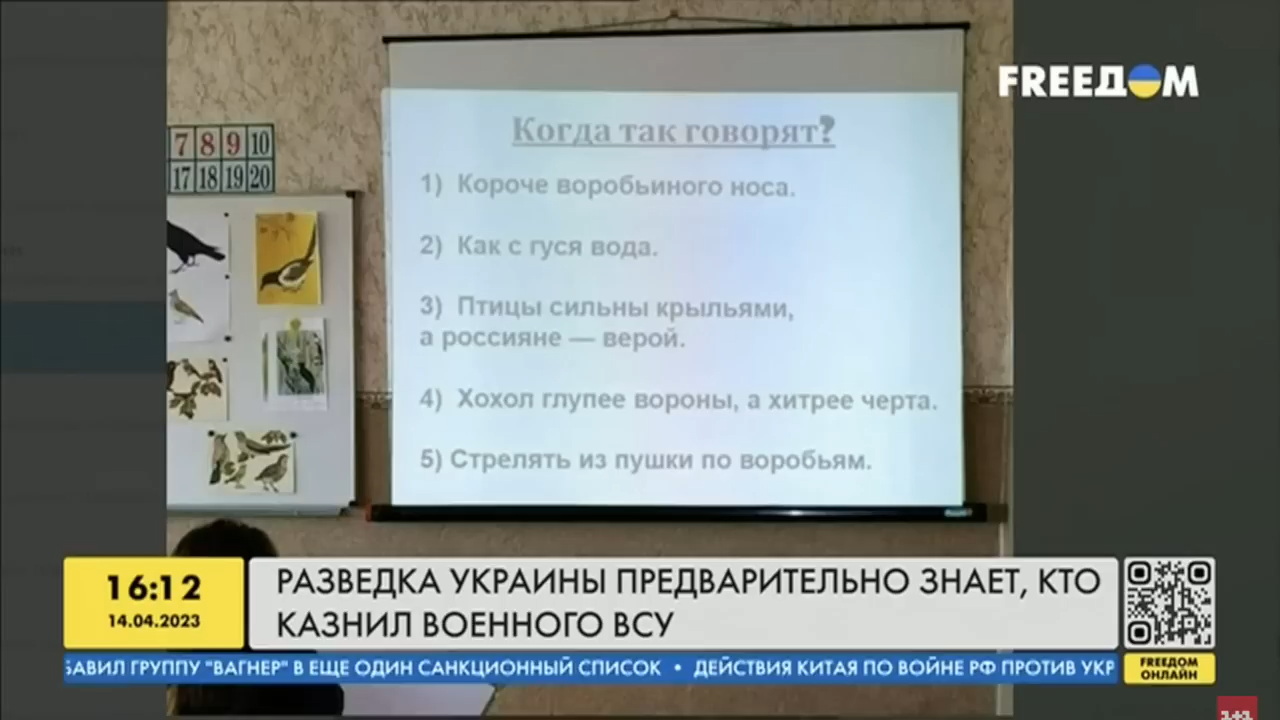 FREEДOM
7 8 9 10
17 18 19 20
Когда так говорят?
1) Короче воробьиного носа.
2) Как с гуся вода.
3) Птицы сильны крыльями,
а россияне — верой.
4) Хохол глупее вороны, а хитрее черта.
5) Стрелять из пушки по воробьям.
16:12
14.04.2023
РАЗВЕДКА УКРАИНЫ ПРЕДВАРИТЕЛЬНО ЗНАЕТ, КТО
КАЗНИЛ ВОЕННОГО ВСУ
ГРУППУ "ВАГНЕР" В ЕЩЕ ОДИН САНКЦИОННЫЙ СПИСОК • ДЕЙСТВИЯ КИТАЯ ПО ВОЙНЕ РФ ПРОТИВ
FREEДOM
ОНЛАЙН